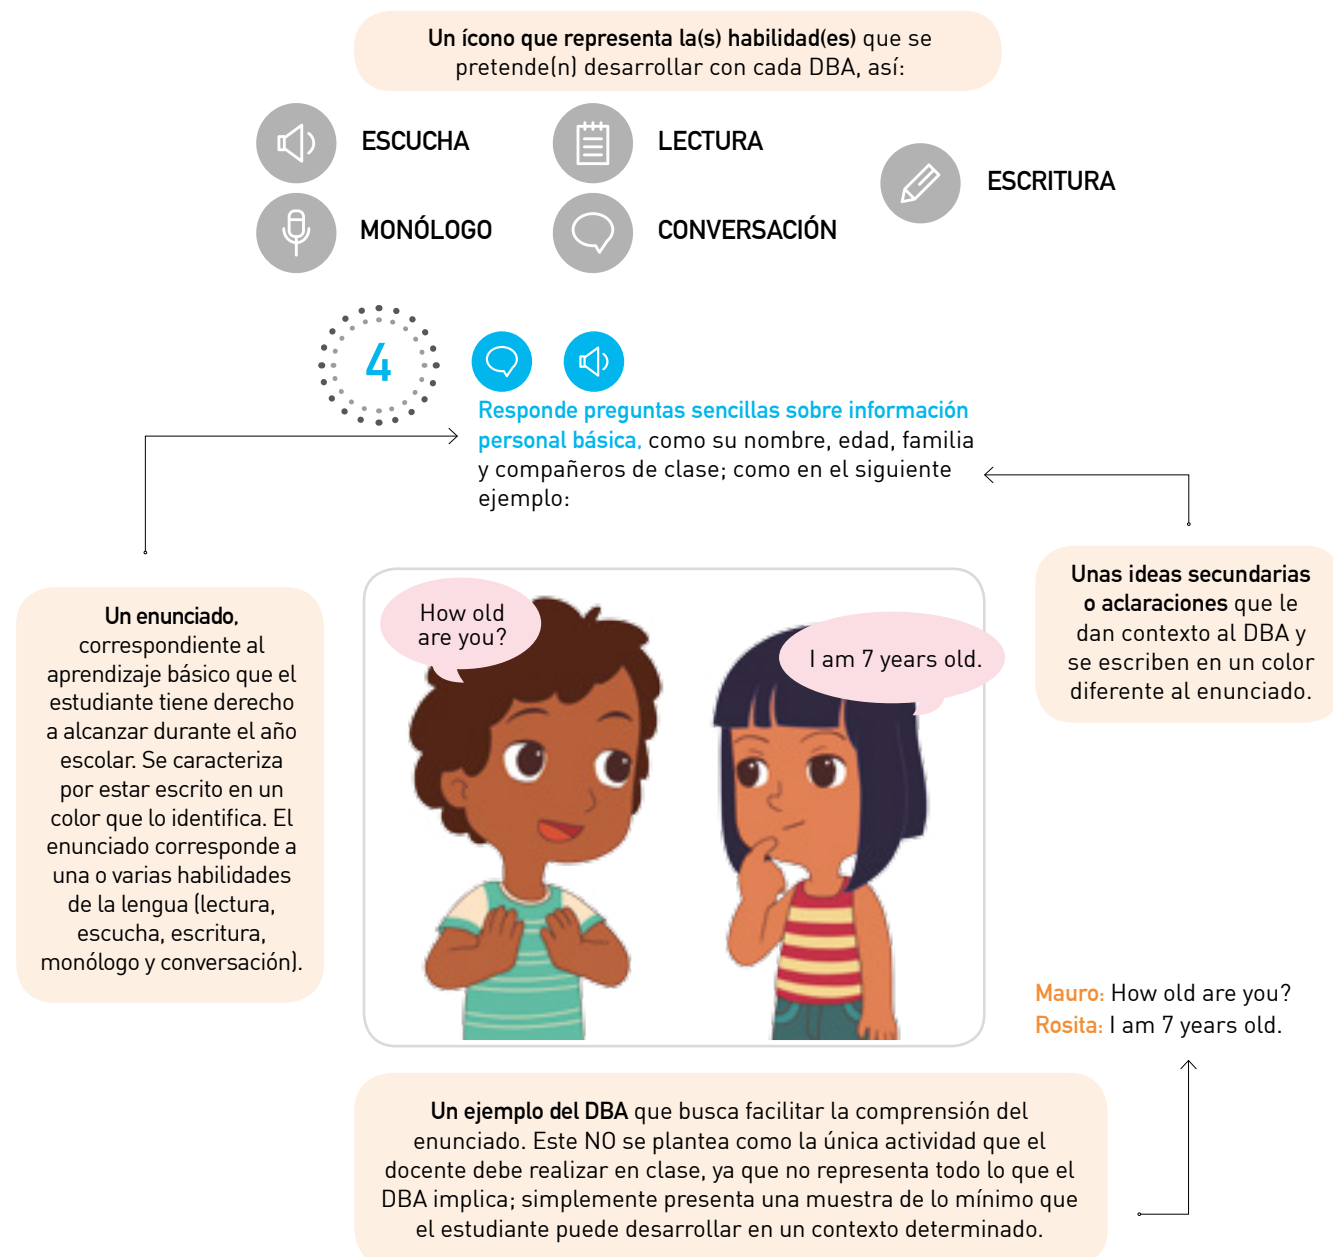 Un ícono que representa la(s) habilidad(es) que se
pretende(n) desarrollar con cada DBA, así:
ESCUCHA
LECTURA
ESCRITURA
MONÓLOGO
CONVERSACIÓN
4
Responde preguntas sencillas sobre información
personal básica, como su nombre, edad, familia
y compañeros de clase; como en el siguiente
ejemplo:
Un enunciado,
correspondiente al
aprendizaje básico que el
estudiante tiene derecho
a alcanzar durante el año
escolar. Se caracteriza
por estar escrito en un
color que lo identifica. El
enunciado corresponde a
una o varias habilidades
de la lengua (lectura,
escucha, escritura,
monólogo y conversación).
How old
are you?
I am 7 years old.
Unas ideas secundarias
o aclaraciones que le
dan contexto al DBA y
se escriben en un color
diferente al enunciado.
Mauro: How old are you?
Rosita: I am 7 years old.
Un ejemplo del DBA que busca facilitar la comprensión del
enunciado. Este NO se plantea como la única actividad que el
docente debe realizar en clase, ya que no representa todo lo que el
DBA implica; simplemente presenta una muestra de lo mínimo que
el estudiante puede desarrollar en un contexto determinado.